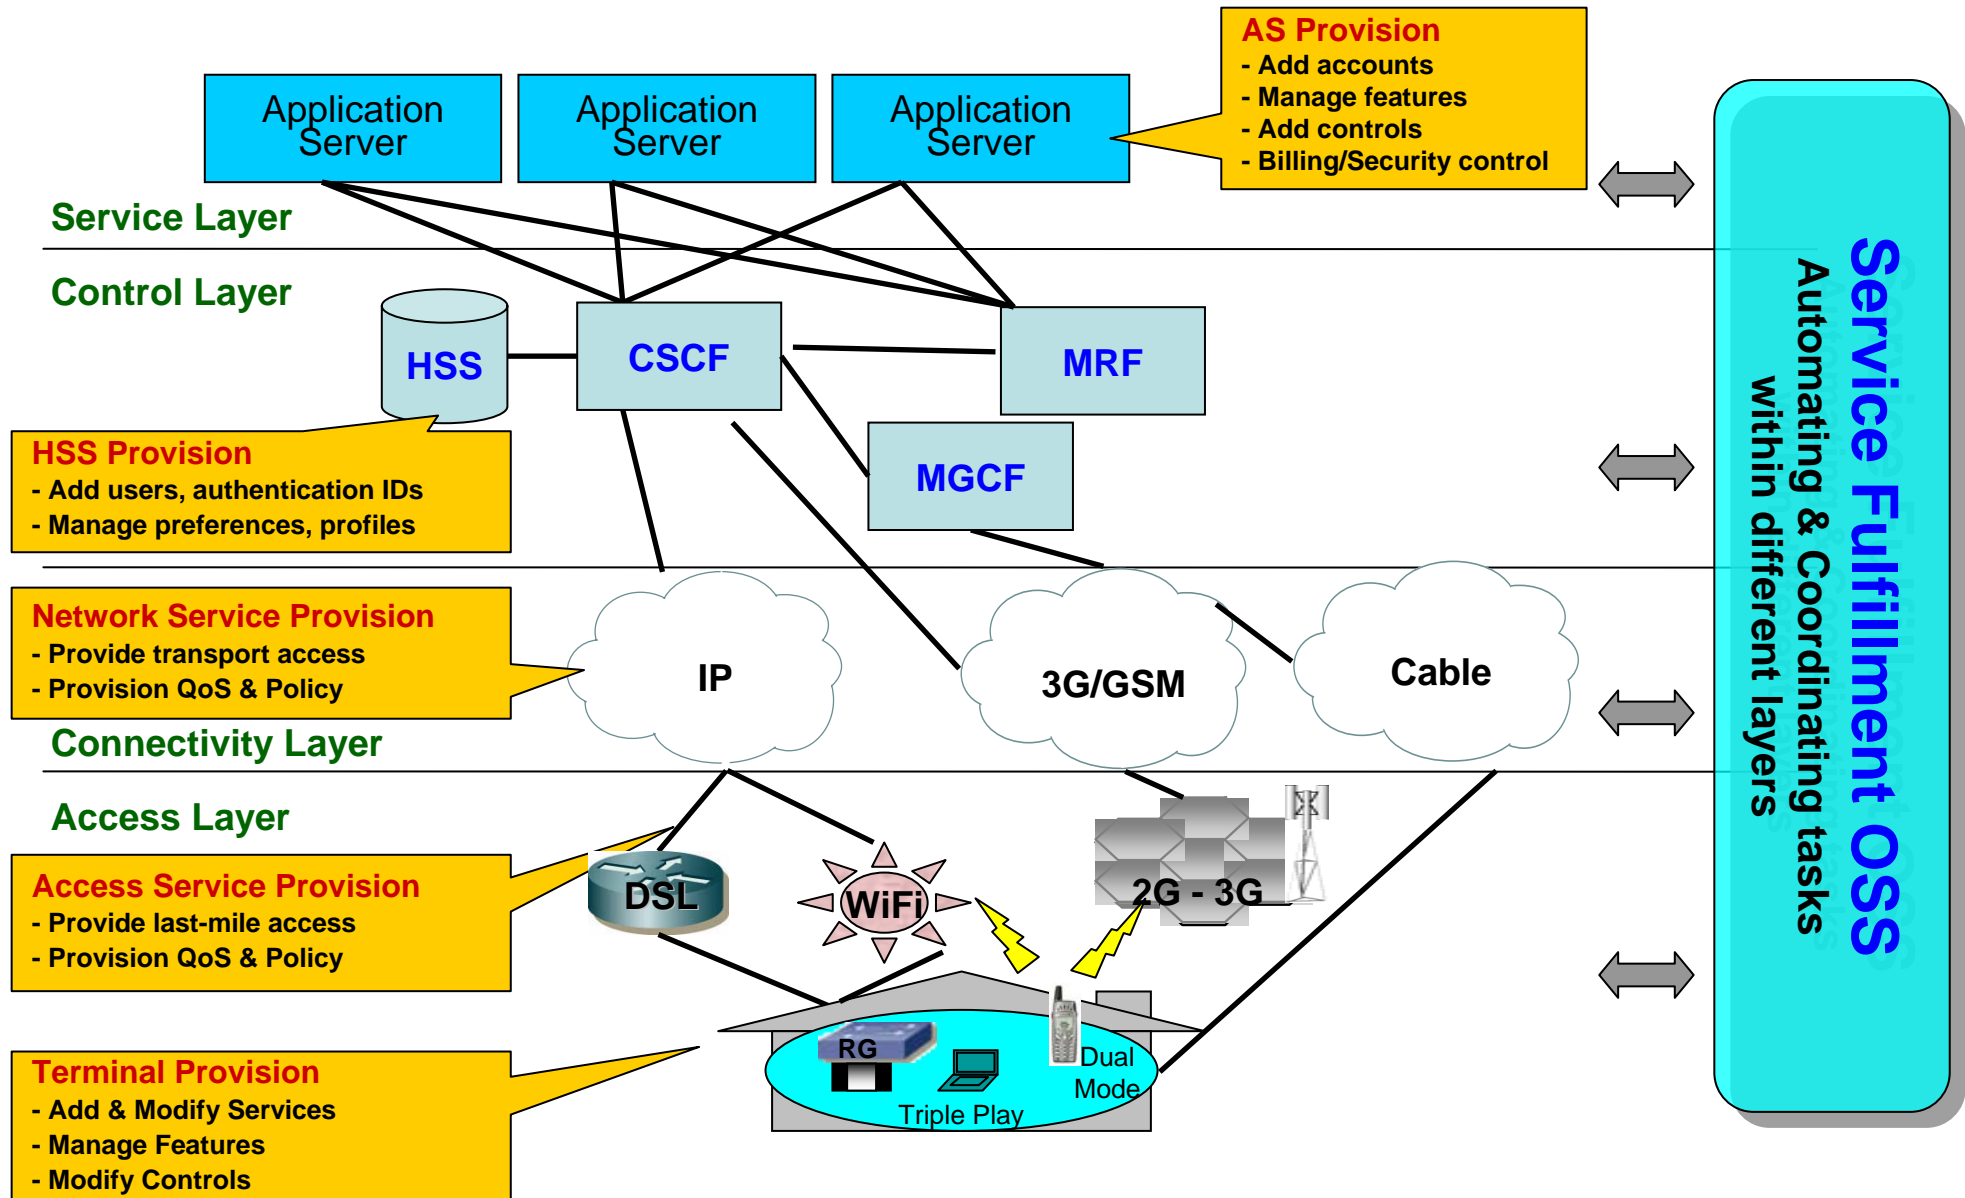 AS Provision
- Add accounts
- Manage features
- Add controls
- Billing/Security control
Application
Server
Application
Server
Application
Server
Service Layer
Control Layer
HSS
CSCF
MRF
MGCF
HSS Provision
- Add users, authentication IDs
- Manage preferences, profiles
Network Service Provision
- Provide transport access
- Provision QoS & Policy
IP
3G/GSM
Cable
Connectivity Layer
Access Layer
Access Service Provision
- Provide last-mile access
- Provision QoS & Policy
DSL
WiFi
2G - 3G
RG
Dual
Mode
Triple Play
Terminal Provision
- Add & Modify Services
- Manage Features
- Modify Controls
Service Fulfillment OSS
Automating & Coordinating tasks
within different layers